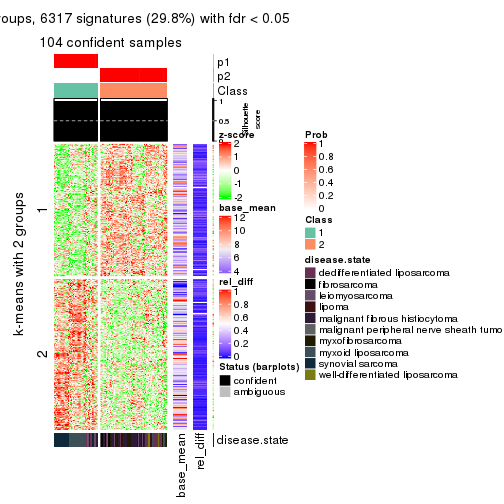 roups, 6317 signatures (29.8%) with fdr < 0.05
104 confident samples
p1
p2
Class
1
0.5
0
Silhouette
score
k-means with 2 groups
1
2
z-score
2
1
0
-1
-2
base_mean
12
10
8
6
4
rel_diff
1
0.8
0.6
0.4
0.2
0
Status (barplots)
confident
ambiguous
disease.state
base_mean
rel_diff
Prob
1
0.8
0.6
0.4
0.2
0
Class
1
2
disease.state
dedifferentiated liposarcoma
fibrosarcoma
leiomyosarcoma
lipoma
malignant fibrous histiocytoma
malignant peripheral nerve sheath tumo
myxofibrosarcoma
myxoid liposarcoma
synovial sarcoma
well-differentiated liposarcoma